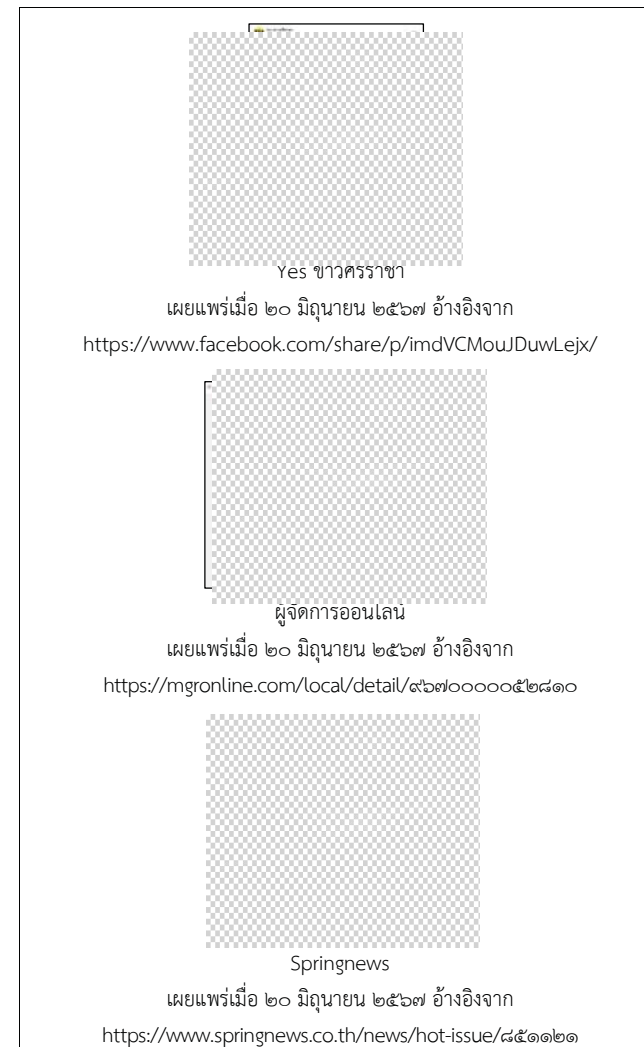 Yes ข่าวศรราชา
เผยแพร่เมื่อ ๒๐ มิถุนายน ๒๕๖๗ อ้างอิงจาก
https://www.facebook.com/share/p/imdVCMouJDuwLejx/
ผู้จัดการออนไลน์
เผยแพร่เมื่อ ๒๐ มิถุนายน ๒๕๖๗ อ้างอิงจาก
https://mgronline.com/local/detail/๙๖๗๐๐๐๐๐๕๒๘๑๐
Springnews
เผยแพร่เมื่อ ๒๐ มิถุนายน ๒๕๖๗ อ้างอิงจาก
https://www.springnews.co.th/news/hot-issue/๘๕๑๑๒๑